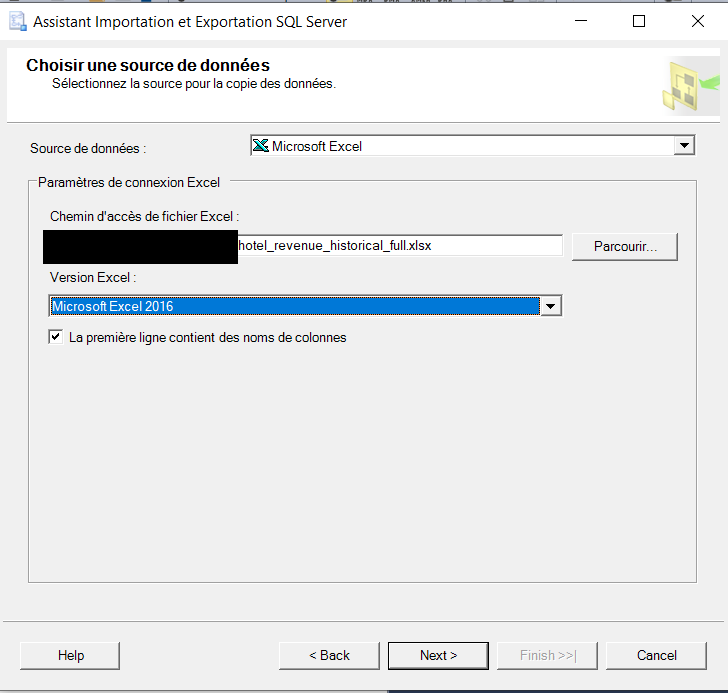 Assistant Importation et Exportation SQL Server
Choisir une source de données
Sélectionnez la source pour la copie des données.
Source de données :
Microsoft Excel
Paramètres de connexion Excel
Chemin d'accès de fichier Excel :
hotel_revenue_historical_full.xlsx
Parcourir...
Version Excel :
Microsoft Excel 2016
La première ligne contient des noms de colonnes
Help
< Back
Next >
Finish >>|
Cancel